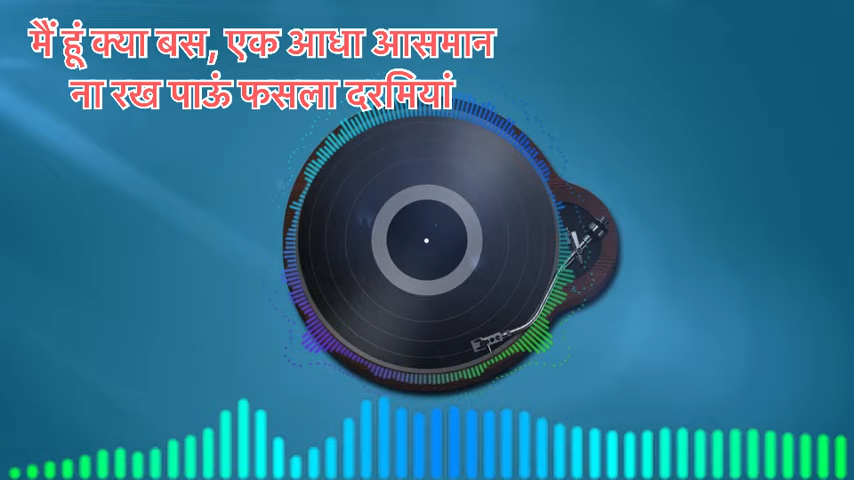 मैं हूं क्या बस, एक आधा आसमान
ना रख पाऊं फसला दरमियां